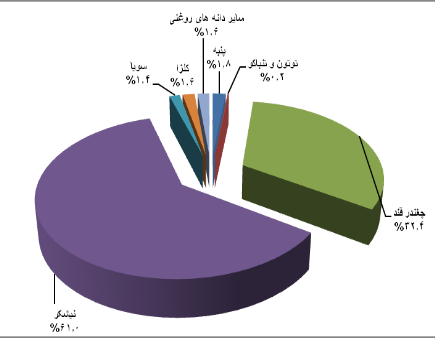 سایر دانه های روغنی
%۱.۶
پنبه
%۱.۸
توتون و تنباکو
%۰.۲
کلزا
%۱.۶
سویا
%۱.۴
چغندر قند
%۳۲.۴
نیشکر
%۶۱.۰